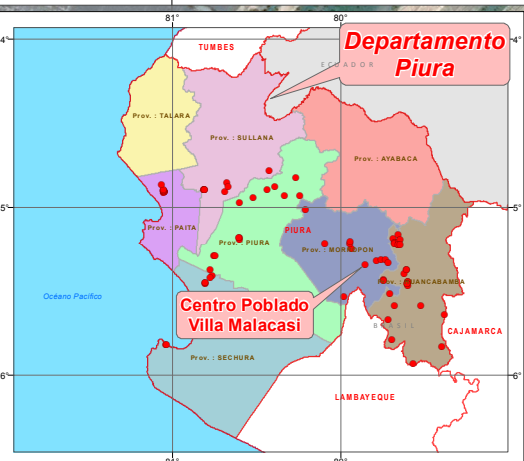 81°
80°
4°
4°
TUMBES
Departamento
Piura
ECUADOR
Prov. : TALARA
Prov. : SULLANA
Prov. : AYABACA
5°
5°
Prov. : PAITA
PIURA
Prov. : PIURA
Prov. : MORROPON
Prov. : HUANCABAMBA
Océano Pacífico
Centro Poblado
Villa Malacasi
BRASIL
CAJAMARCA
Prov. : SECHURA
6°
6°
LAMBAYEQUE
81°
80°